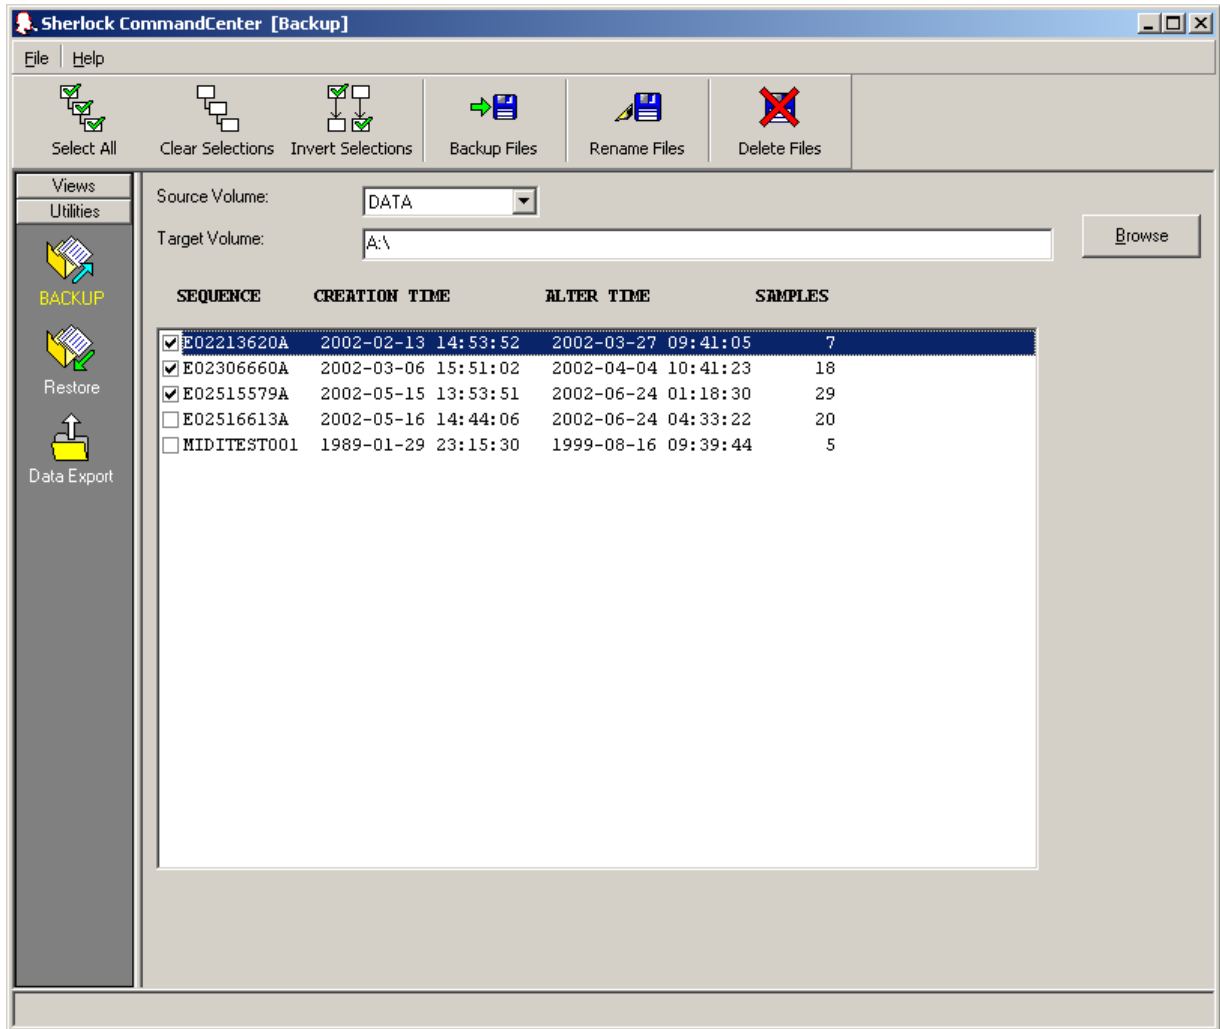 Sherlock CommandCenter [Backup]
File Help
Select All Clear Selections Invert Selections Backup Files Rename Files Delete Files
Views
Utilities
BACKUP
Restore
Data Export
Source Volume: DATA
Target Volume: A:\
Browse
SEQUENCE CREATION TIME ALTER TIME SAMPLES
E02213620A 2002-02-13 14:53:52 2002-03-27 09:41:05 7
E02306660A 2002-03-06 15:51:02 2002-04-04 10:41:23 18
E02515579A 2002-05-15 13:53:51 2002-06-24 01:18:30 29
E02516613A 2002-05-16 14:44:06 2002-06-24 04:33:22 20
MIDITEST001 1989-01-29 23:15:30 1999-08-16 09:39:44 5